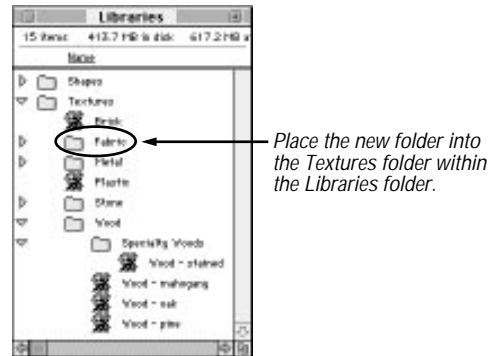 Libraries
15 items 413.7 MB in disk 617.2 MB a
Name
Shapes
Textures
Brick
Fabric
Metal
Plastic
Stone
Wood
Specialty Woods
Wood - stained
Wood - mahogany
Wood - oak
Wood - pine
Place the new folder into
the Textures folder within
the Libraries folder.